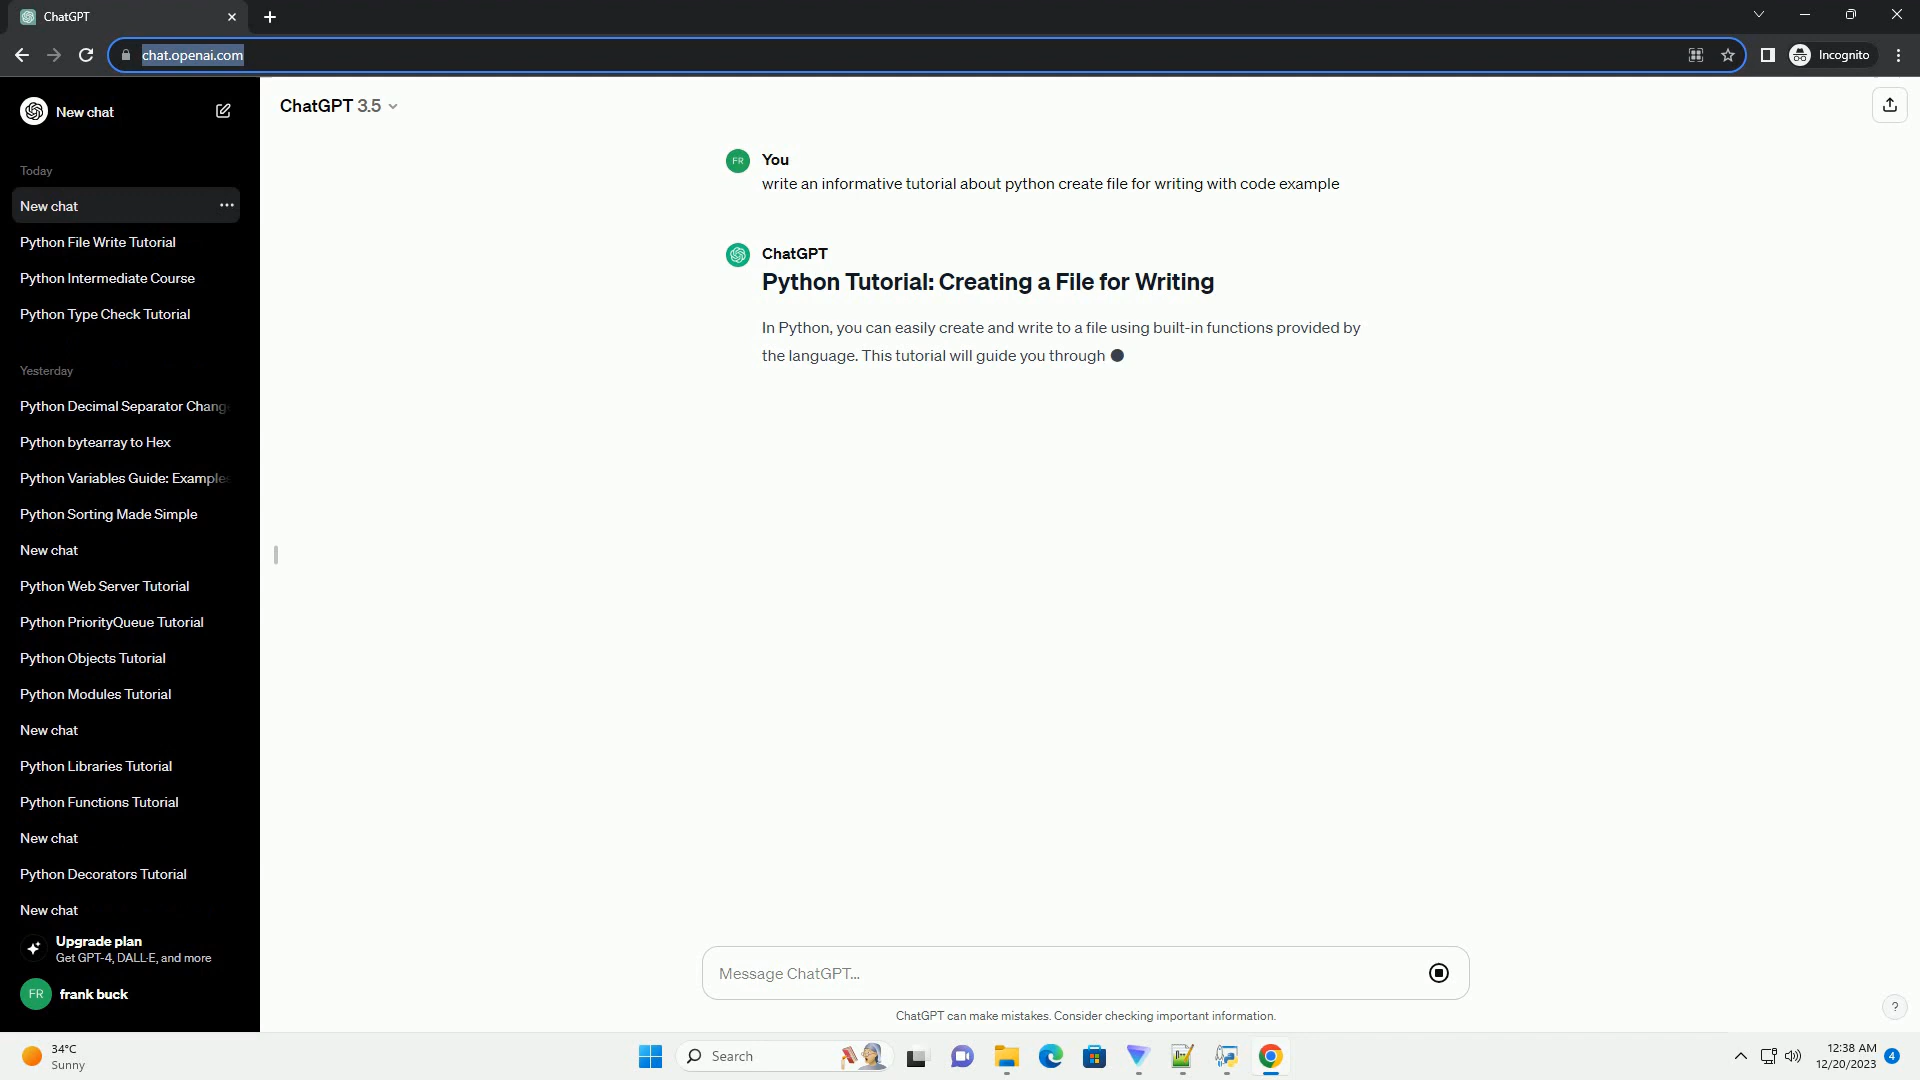 ChatGPT
chat.openai.com
Incognito
New chat
Today
New chat
Python File Write Tutorial
Python Intermediate Course
Python Type Check Tutorial
Yesterday
Python Decimal Separator Chang
Python bytearray to Hex
Python Variables Guide: Examples
Python Sorting Made Simple
New chat
Python Web Server Tutorial
Python PriorityQueue Tutorial
Python Objects Tutorial
Python Modules Tutorial
New chat
Python Libraries Tutorial
Python Functions Tutorial
New chat
Python Decorators Tutorial
New chat
Upgrade plan
Get GPT-4, DALL·E, and more
FR frank buck
ChatGPT 3.5
FR You
write an informative tutorial about python create file for writing with code example
ChatGPT
Python Tutorial: Creating a File for Writing
In Python, you can easily create and write to a file using built-in functions provided by
the language. This tutorial will guide you through
Message ChatGPT...
ChatGPT can make mistakes. Consider checking important information.
?
34°C
Sunny
Search
12:38 AM
12/20/2023
4